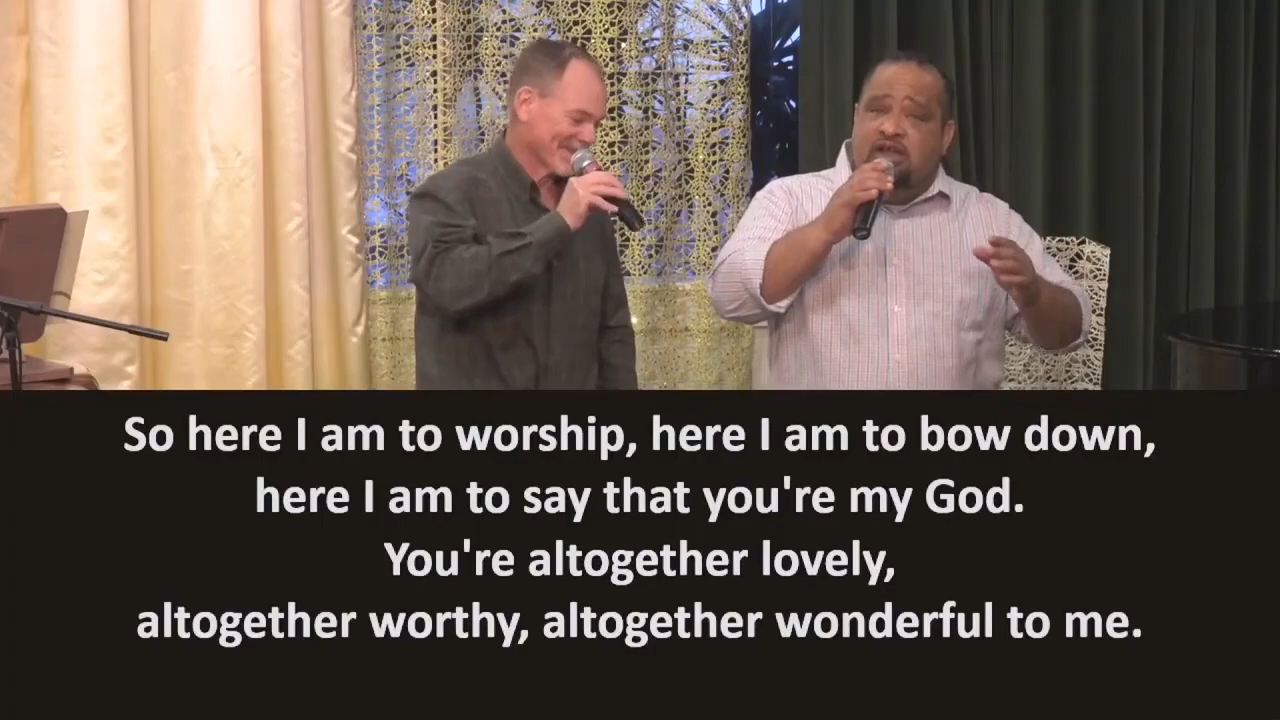 So here I am to worship, here I am to bow down,
here I am to say that you're my God.
You're altogether lovely,
altogether worthy, altogether wonderful to me.